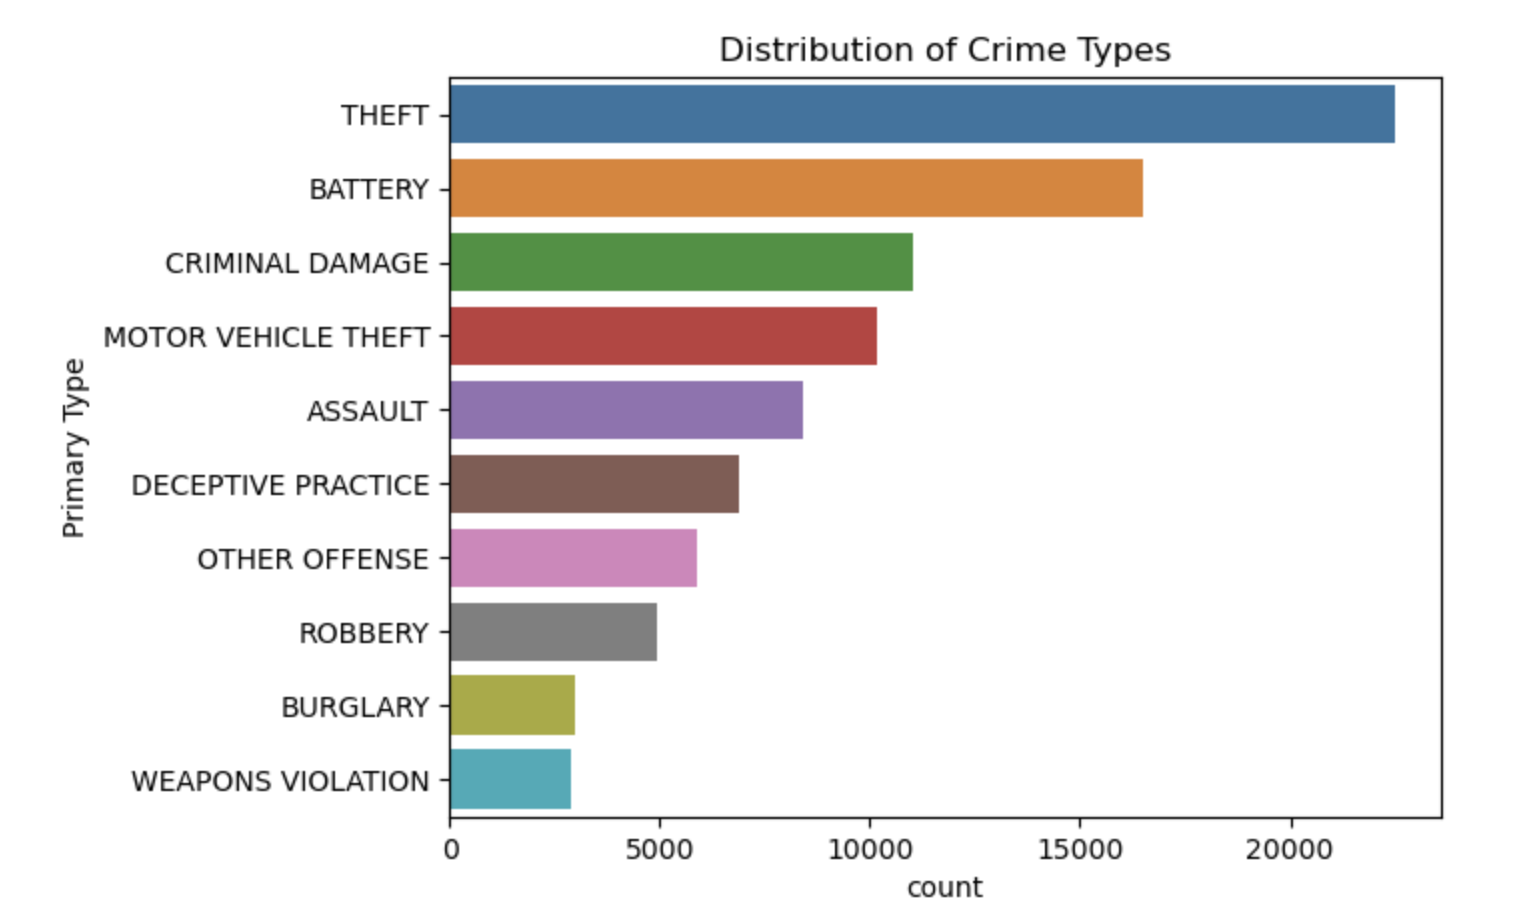 Distribution of Crime Types
THEFT
BATTERY
CRIMINAL DAMAGE
MOTOR VEHICLE THEFT
ASSAULT
DECEPTIVE PRACTICE
OTHER OFFENSE
ROBBERY
BURGLARY
WEAPONS VIOLATION
Primary Type
0 5000 10000 15000 20000
count